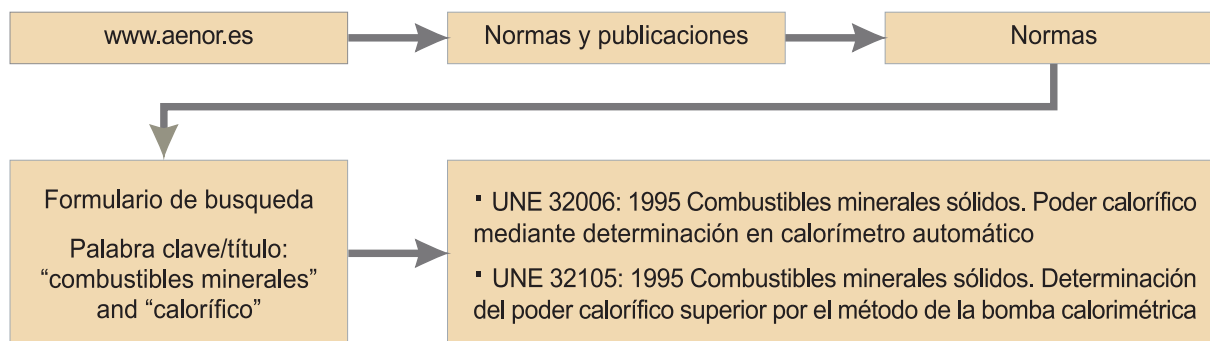 www.aenor.es
Normas y publicaciones
Normas
Formulario de busqueda
Palabra clave/título:
“combustibles minerales”
and “calorífico”
· UNE 32006: 1995 Combustibles minerales sólidos. Poder calorífico
mediante determinación en calorímetro automático
· UNE 32105: 1995 Combustibles minerales sólidos. Determinación
del poder calorífico superior por el método de la bomba calorimétrica